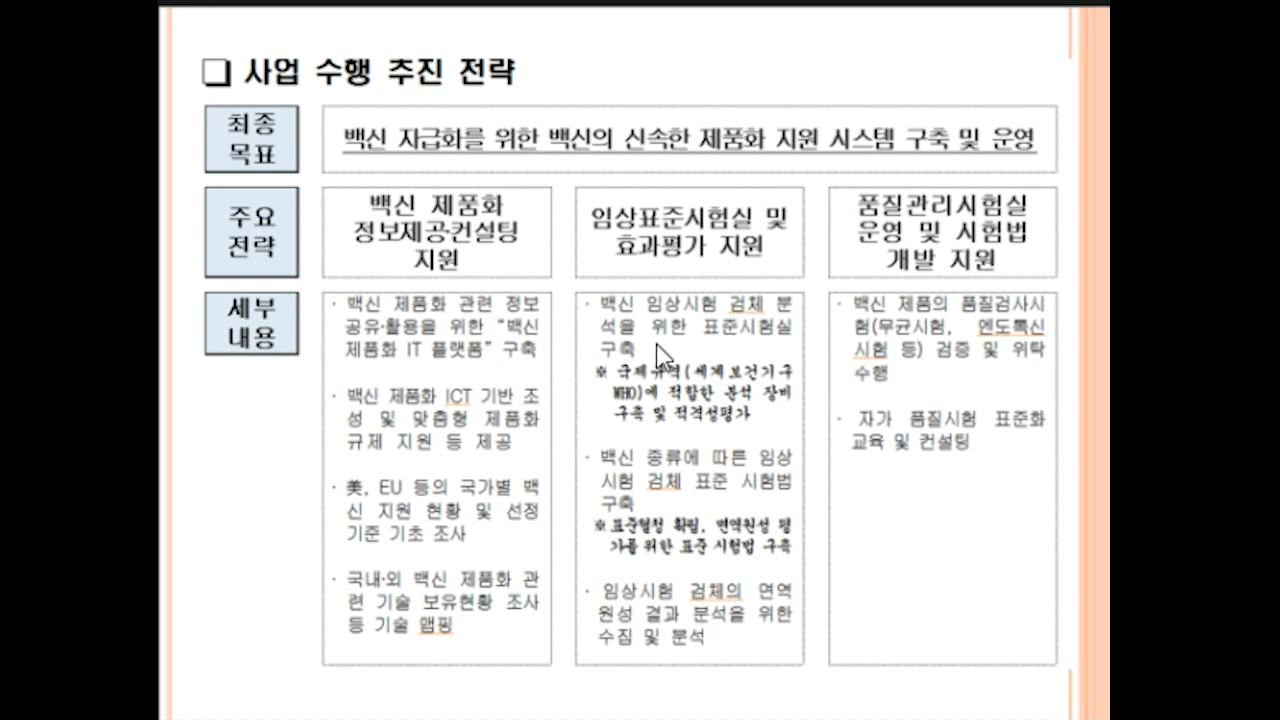 ❏ 사업 수행 추진 전략
최종
목표
백신 자급화를 위한 백신의 신속한 제품화 지원 시스템 구축 및 운영
주요
전략
백신 제품화
정보제공컨설팅
지원
임상표준시험실 및
효과평가 지원
품질관리시험실
운영 및 시험법
개발 지원
세부
내용
· 백신 제품화 관련 정보
공유·활용을 위한 “백신
제품화 IT 플랫폼” 구축
· 백신 제품화 ICT 기반 조
성 및 맞춤형 제품화
규제 지원 등 제공
· 美, EU 등의 국가별 백
신 지원 현황 및 선정
기준 기초 조사
· 국내·외 백신 제품화 관
련 기술 보유현황 조사
등 기술 맵핑
· 백신 임상시험 검체 분
석을 위한 표준시험실
구축
※ 국제규격(세계보건기구
WHO)에 적합한 분석 장비
구축 및 적격성평가
· 백신 종류에 따른 임상
시험 검체 표준 시험법
구축
※ 표준혈청 확립, 면역원성 평
가를 위한 표준 시험법 구축
· 임상시험 검체의 면역
원성 결과 분석을 위한
수집 및 분석
· 백신 제품의 품질검사시
험(무균시험, 엔도톡신
시험 등) 검증 및 위탁
수행
· 자가 품질시험 표준화
교육 및 컨설팅